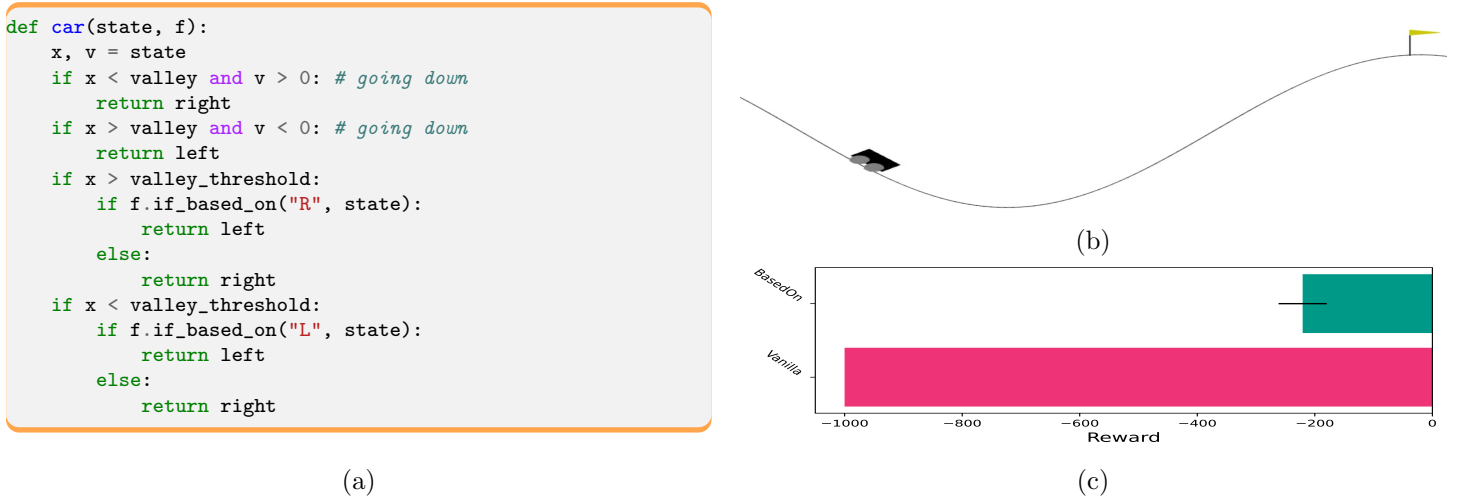 def car(state, f):
    x, v = state
    if x < valley and v > 0: # going down
        return right
    if x > valley and v < 0: # going down
        return left
    if x > valley_threshold:
        if f.if_based_on("R", state):
            return left
        else:
            return right
    if x < valley_threshold:
        if f.if_based_on("L", state):
            return left
        else:
            return right
(a)
(b)
BasedOn
Vanilla
−1000 −800 −600 −400 −200 0
Reward
(c)